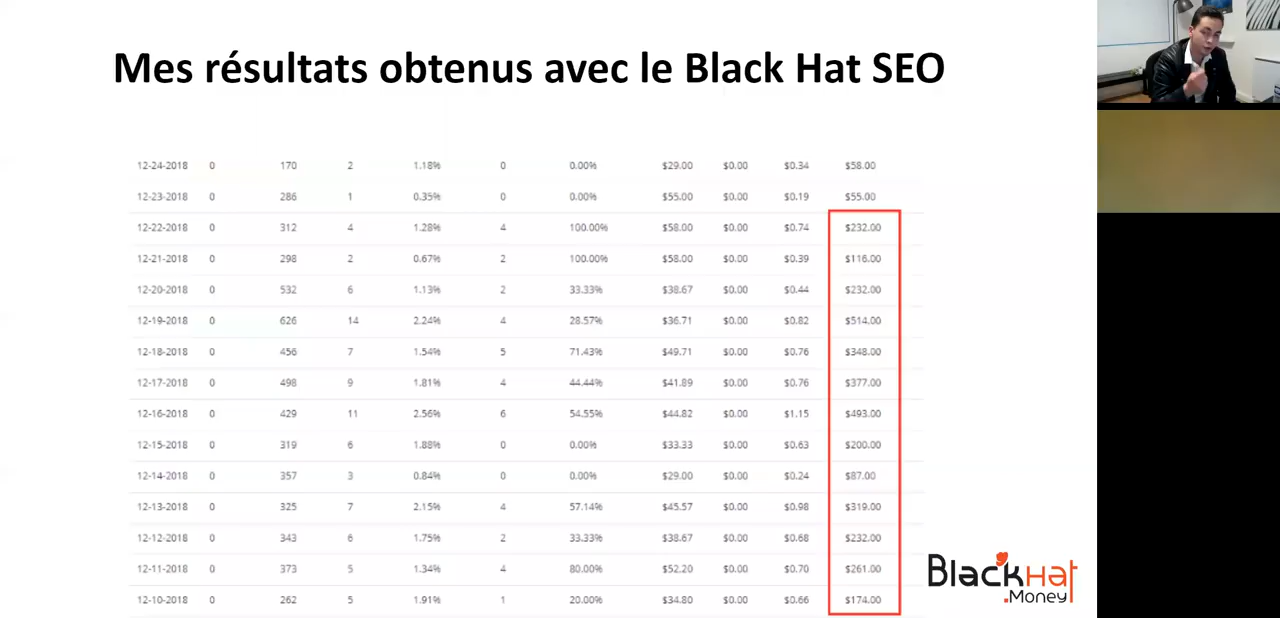 Mes résultats obtenus avec le Black Hat SEO
12-24-2018 0 170 2 1.18% 0 0.00% $29.00 $0.00 $0.34 $58.00
12-23-2018 0 286 1 0.35% 0 0.00% $55.00 $0.00 $0.19 $55.00
12-22-2018 0 312 4 1.28% 4 100.00% $58.00 $0.00 $0.74 $232.00
12-21-2018 0 298 2 0.67% 2 100.00% $58.00 $0.00 $0.39 $116.00
12-20-2018 0 532 6 1.13% 2 33.33% $38.67 $0.00 $0.44 $232.00
12-19-2018 0 626 14 2.24% 4 28.57% $36.71 $0.00 $0.82 $514.00
12-18-2018 0 456 7 1.54% 5 71.43% $49.71 $0.00 $0.76 $348.00
12-17-2018 0 498 9 1.81% 4 44.44% $41.89 $0.00 $0.76 $377.00
12-16-2018 0 429 11 2.56% 6 54.55% $44.82 $0.00 $1.15 $493.00
12-15-2018 0 319 6 1.88% 0 0.00% $33.33 $0.00 $0.63 $200.00
12-14-2018 0 357 3 0.84% 0 0.00% $29.00 $0.00 $0.24 $87.00
12-13-2018 0 325 7 2.15% 4 57.14% $45.57 $0.00 $0.98 $319.00
12-12-2018 0 343 6 1.75% 2 33.33% $38.67 $0.00 $0.68 $232.00
12-11-2018 0 373 5 1.34% 4 80.00% $52.20 $0.00 $0.70 $261.00
12-10-2018 0 262 5 1.91% 1 20.00% $34.80 $0.00 $0.66 $174.00
BlackHat
.Money